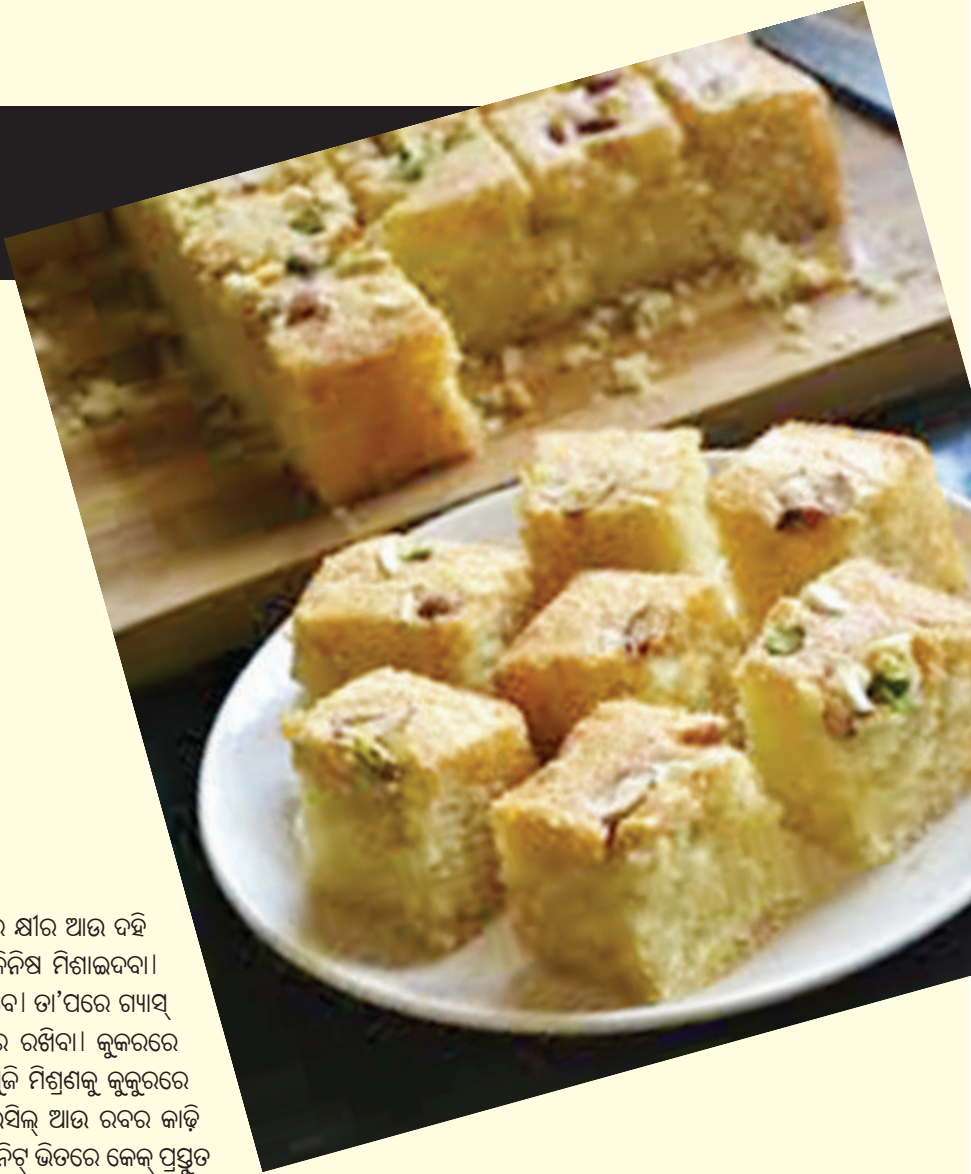 କ୍ଷୀର ଆଉ ଦହି
ମିଶାଇଦବା।
ତା’ପରେ ଗ୍ୟାସ୍
ରଖିବା। କୁକରରେ
ମିଶ୍ରଣକୁ କୁକୁରରେ
ଆଉ ରବର କାଢ଼ି
ଭିତରେ କେକ୍ ପ୍ରସ୍ତୁତ